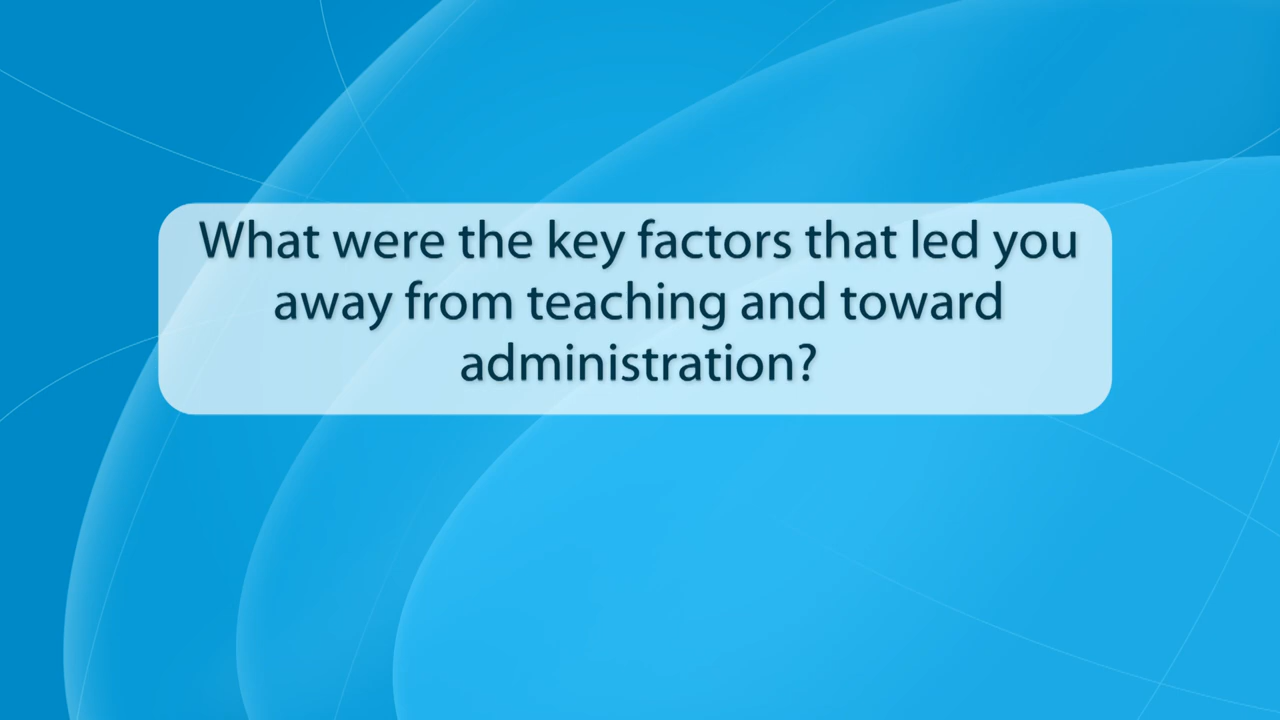 What were the key factors that led you
away from teaching and toward
administration?